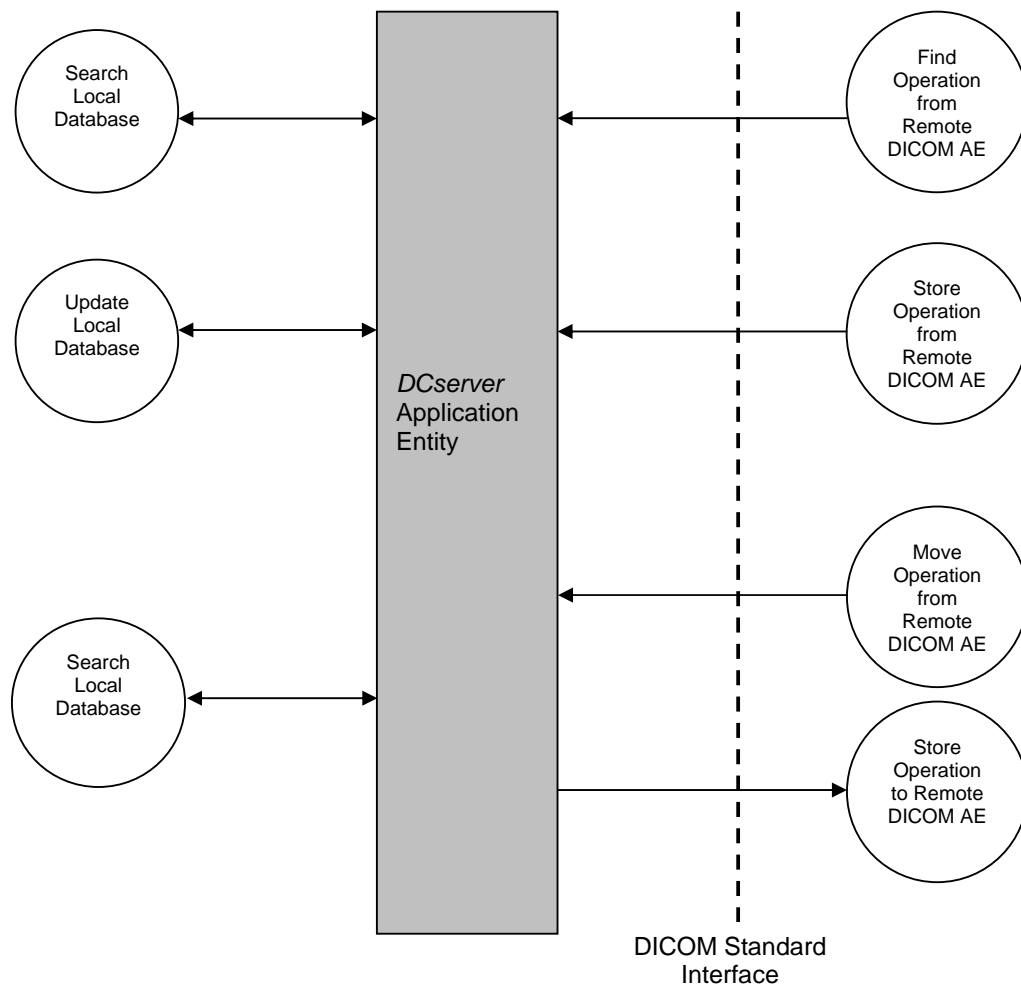 Search
Local
Database
Find
Operation
from
Remote
DICOM AE
Update
Local
Database
Store
Operation
from
Remote
DICOM AE
DCserver
Application
Entity
Move
Operation
from
Remote
DICOM AE
Search
Local
Database
Store
Operation
to Remote
DICOM AE
DICOM Standard
Interface